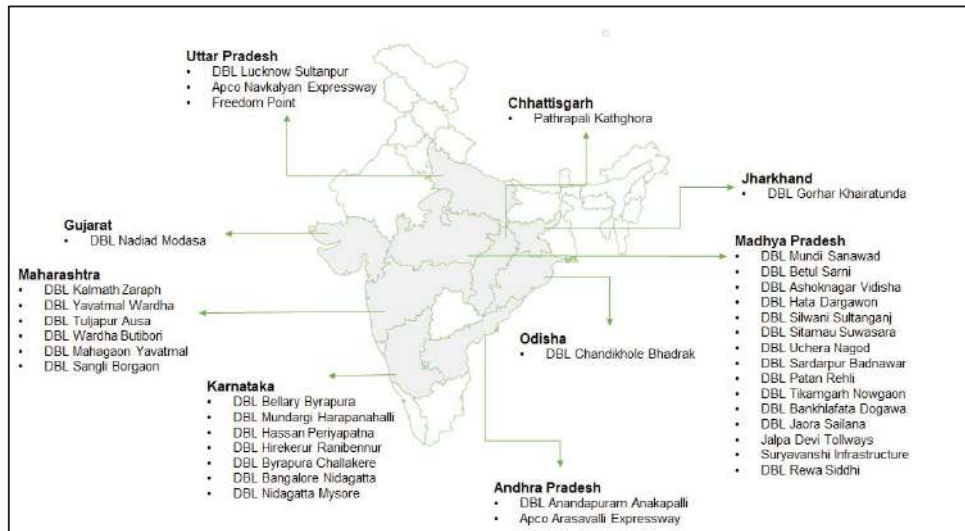 Uttar Pradesh
• DBL Lucknow Sultanpur
• Apco Navkalyan Expressway
• Freedom Point
Chhattisgarh
• Pathrapali Kathghora
Jharkhand
• DBL Gorhar Khairatunda
Gujarat
• DBL Nadiad Modasa
Maharashtra
• DBL Kalmath Zaraph
• DBL Yavatmal Wardha
• DBL Tuljapur Ausa
• DBL Wardha Butibori
• DBL Mahagaon Yavatmal
• DBL Sangli Borgaon
Madhya Pradesh
• DBL Mundi Sanawad
• DBL Betul Sarni
• DBL Ashoknagar Vidisha
• DBL Hata Dargawon
• DBL Silwani Sultanganj
• DBL Sitamau Suwasara
• DBL Uchera Nagod
• DBL Sardarpur Badnawar
• DBL Patan Rehli
• DBL Tikamgarh Nowgaon
• DBL Bankhlafata Dogawa
• DBL Jaora Sailana
• Jalpa Devi Tollways
• Suryavanshi Infrastructure
• DBL Rewa Siddhi
Odisha
• DBL Chandikhole Bhadrak
Karnataka
• DBL Bellary Byrapura
• DBL Mundargi Harapanahalli
• DBL Hassan Periyapatna
• DBL Hirekerur Ranibennur
• DBL Byrapura Challakere
• DBL Bangalore Nidagatta
• DBL Nidagatta Mysore
Andhra Pradesh
• DBL Anandapuram Anakapalli
• Apco Arasavalli Expressway